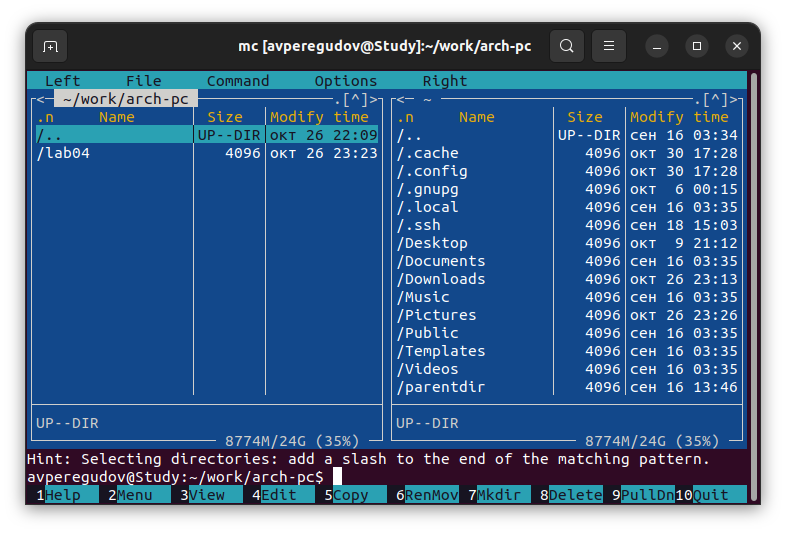 mc [avperegudov@Study]:~/work/arch-pc
Left File Command Options Right
<- ~/work/arch-pc .[^]>
.n Name Size Modify time
/.. UP--DIR окт 26 22:09
/lab04 4096 окт 26 23:23
UP--DIR
8774M/24G (35%)
<- ~ .[^]>
.n Name Size Modify time
/.. UP--DIR сен 16 03:34
/.cache 4096 окт 30 17:28
/.config 4096 окт 30 17:28
/.gnupg 4096 окт 6 00:15
/.local 4096 сен 16 03:35
/.ssh 4096 сен 18 15:03
/Desktop 4096 окт 9 21:12
/Documents 4096 сен 16 03:35
/Downloads 4096 окт 26 23:13
/Music 4096 сен 16 03:35
/Pictures 4096 окт 26 23:26
/Public 4096 сен 16 03:35
/Templates 4096 сен 16 03:35
/Videos 4096 сен 16 03:35
/parentdir 4096 сен 16 13:46
UP--DIR
8774M/24G (35%)
Hint: Selecting directories: add a slash to the end of the matching pattern.
avperegudov@Study:~/work/arch-pc$
1Help 2Menu 3View 4Edit 5Copy 6RenMov 7Mkdir 8Delete 9PullDn 10Quit